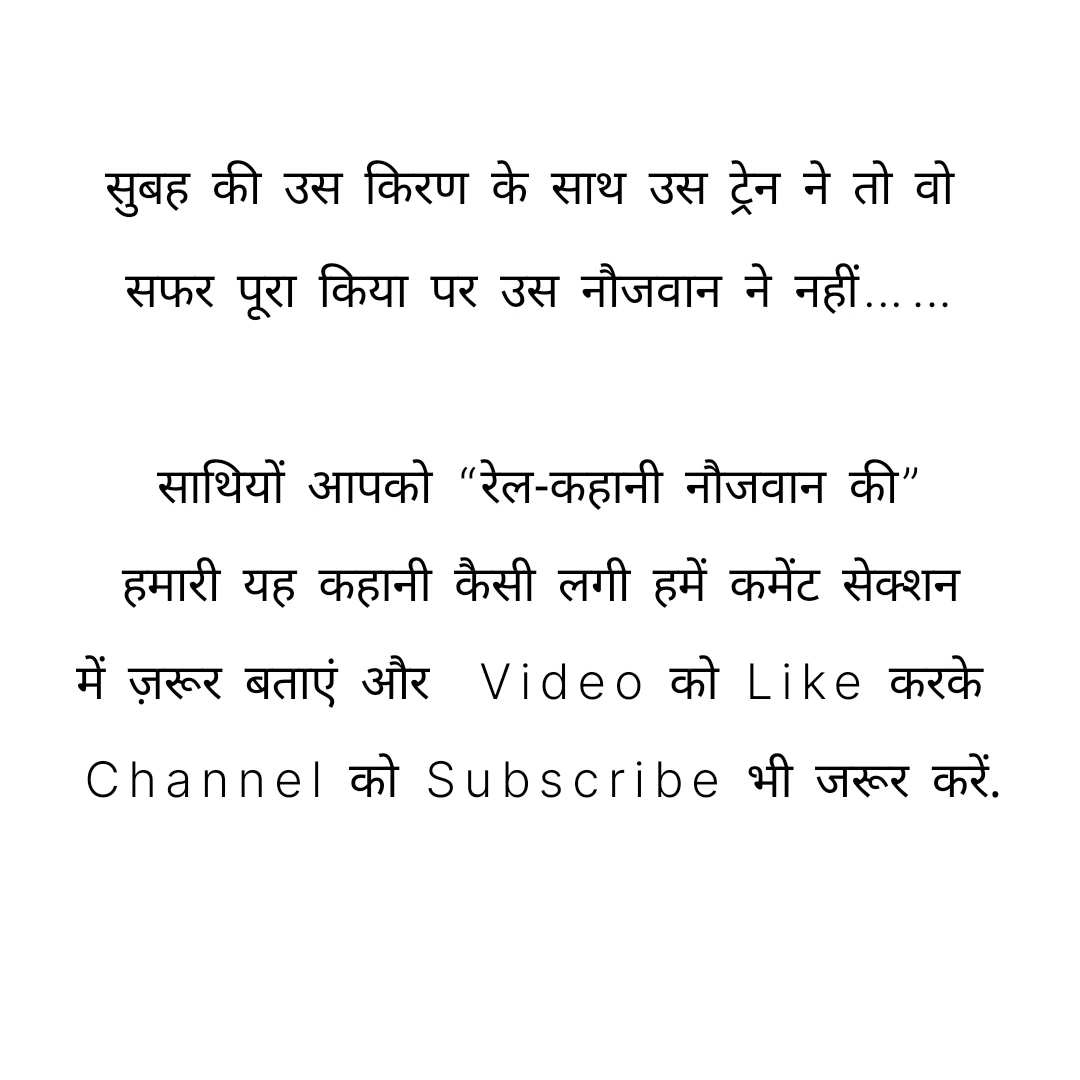 सुबह की उस किरण के साथ उस ट्रेन ने तो वो
सफर पूरा किया पर उस नौजवान ने नहीं... ...
साथियों आपको “रेल-कहानी नौजवान की”
हमारी यह कहानी कैसी लगी हमें कमेंट सेक्शन
में ज़रूर बताएं और Video को Like करके
Channel को Subscribe भी जरूर करें.